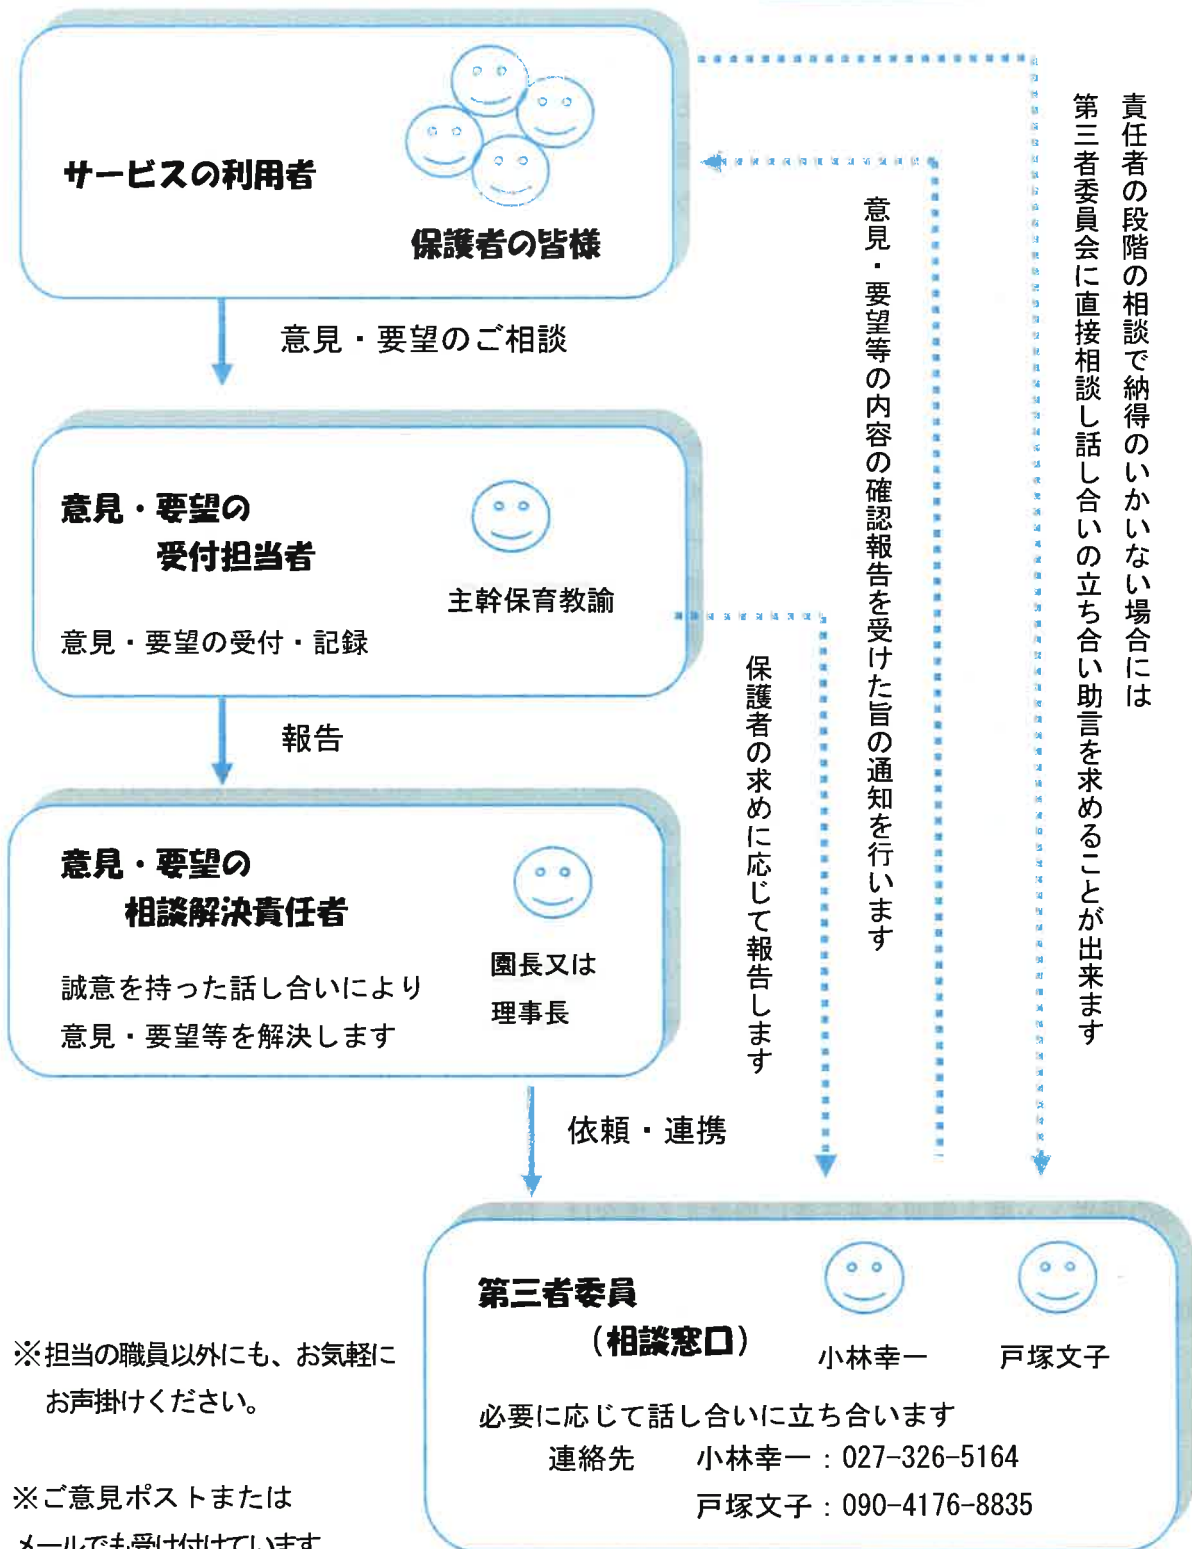 サービスの利用者
保護者の皆様
意見・要望のご相談
意見・要望の
受付担当者
主幹保育教諭
意見・要望の受付・記録
報告
意見・要望の
相談解決責任者
園長又は
理事長
誠意を持った話し合いにより
意見・要望等を解決します
依頼・連携
保護者の求めに応じて報告します
意見・要望等の内容の確認報告を受けた旨の通知を行います
責任者の段階の相談で納得のいかいない場合には
第三者委員会に直接相談し話し合いの立ち合い助言を求めることが出来ます
第三者委員
(相談窓口)
小林幸一
戸塚文子
必要に応じて話し合いに立ち合います
連絡先 小林幸一：027-326-5164
戸塚文子：090-4176-8835
※担当の職員以外にも、お気軽に
お声掛けください。
※ご意見ポストまたは
メールでも受け付けています